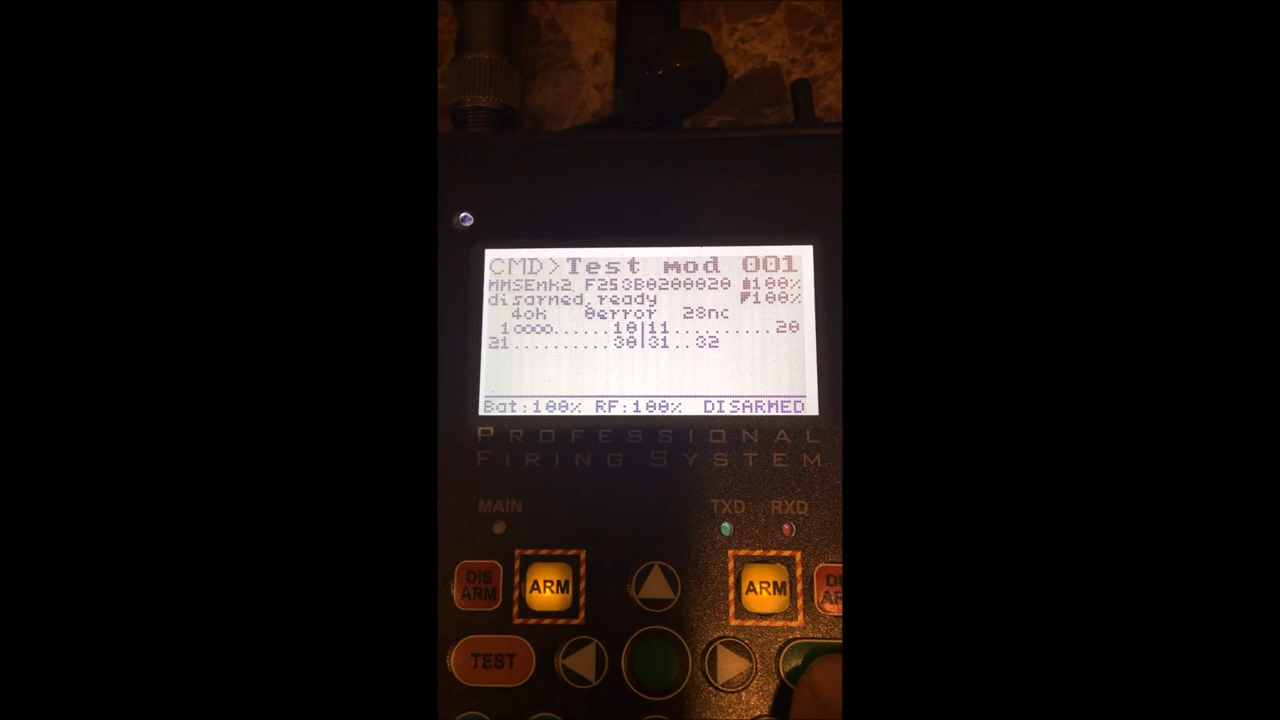 CMD>Test mod 001
MMSEmk2 F253B0200020 100%
disarmed,ready 100%
4ok 0error 28nc
1oooo......10|11..........20
21..........30|31..32
Bat:100% RF:100% DISARMED
PROFESSIONAL
FIRING SYSTEM
MAIN TXD RXD
DIS
ARM
ARM
ARM
TEST